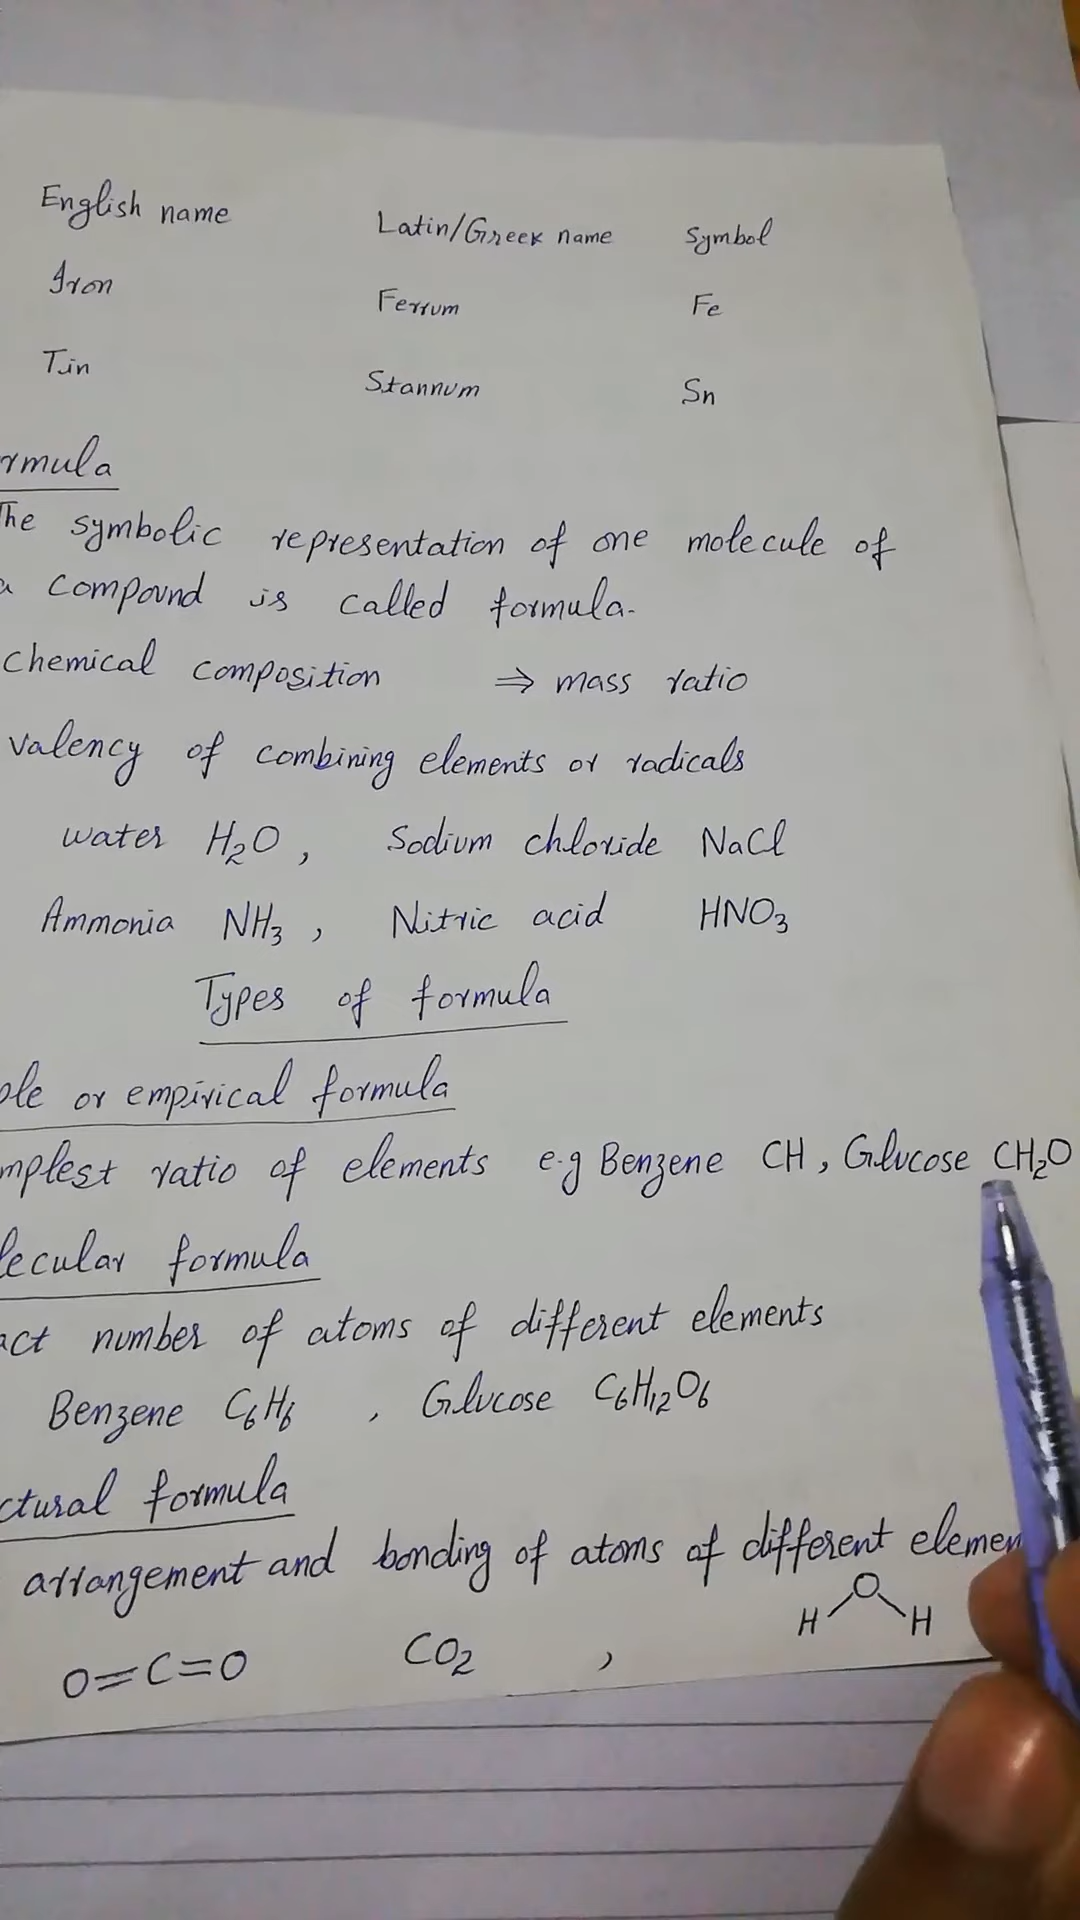 English name Latin/Greek name Symbol
Iron Ferrum Fe
Tin Stannum Sn
rmula
The symbolic representation of one molecule of
a compound is called formula.
chemical composition ⇒ mass ratio
valency of combining elements or radicals
water H₂O, Sodium chloride NaCl
Ammonia NH₃, Nitric acid HNO₃
Types of formula
ple or empirical formula
mplest ratio of elements e.g Benzene CH, Glucose CH₂O
lecular formula
act number of atoms of different elements
Benzene C₆H₆, Glucose C₆H₁₂O₆
ctural formula
arrangement and bonding of atoms of different elemen
O=C=O CO₂, H O H